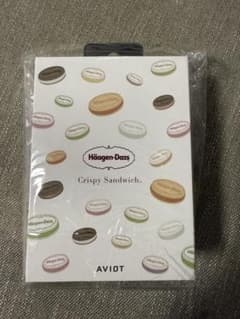 Häagen-Dazs
Crispy Sandwich.
AVIOT